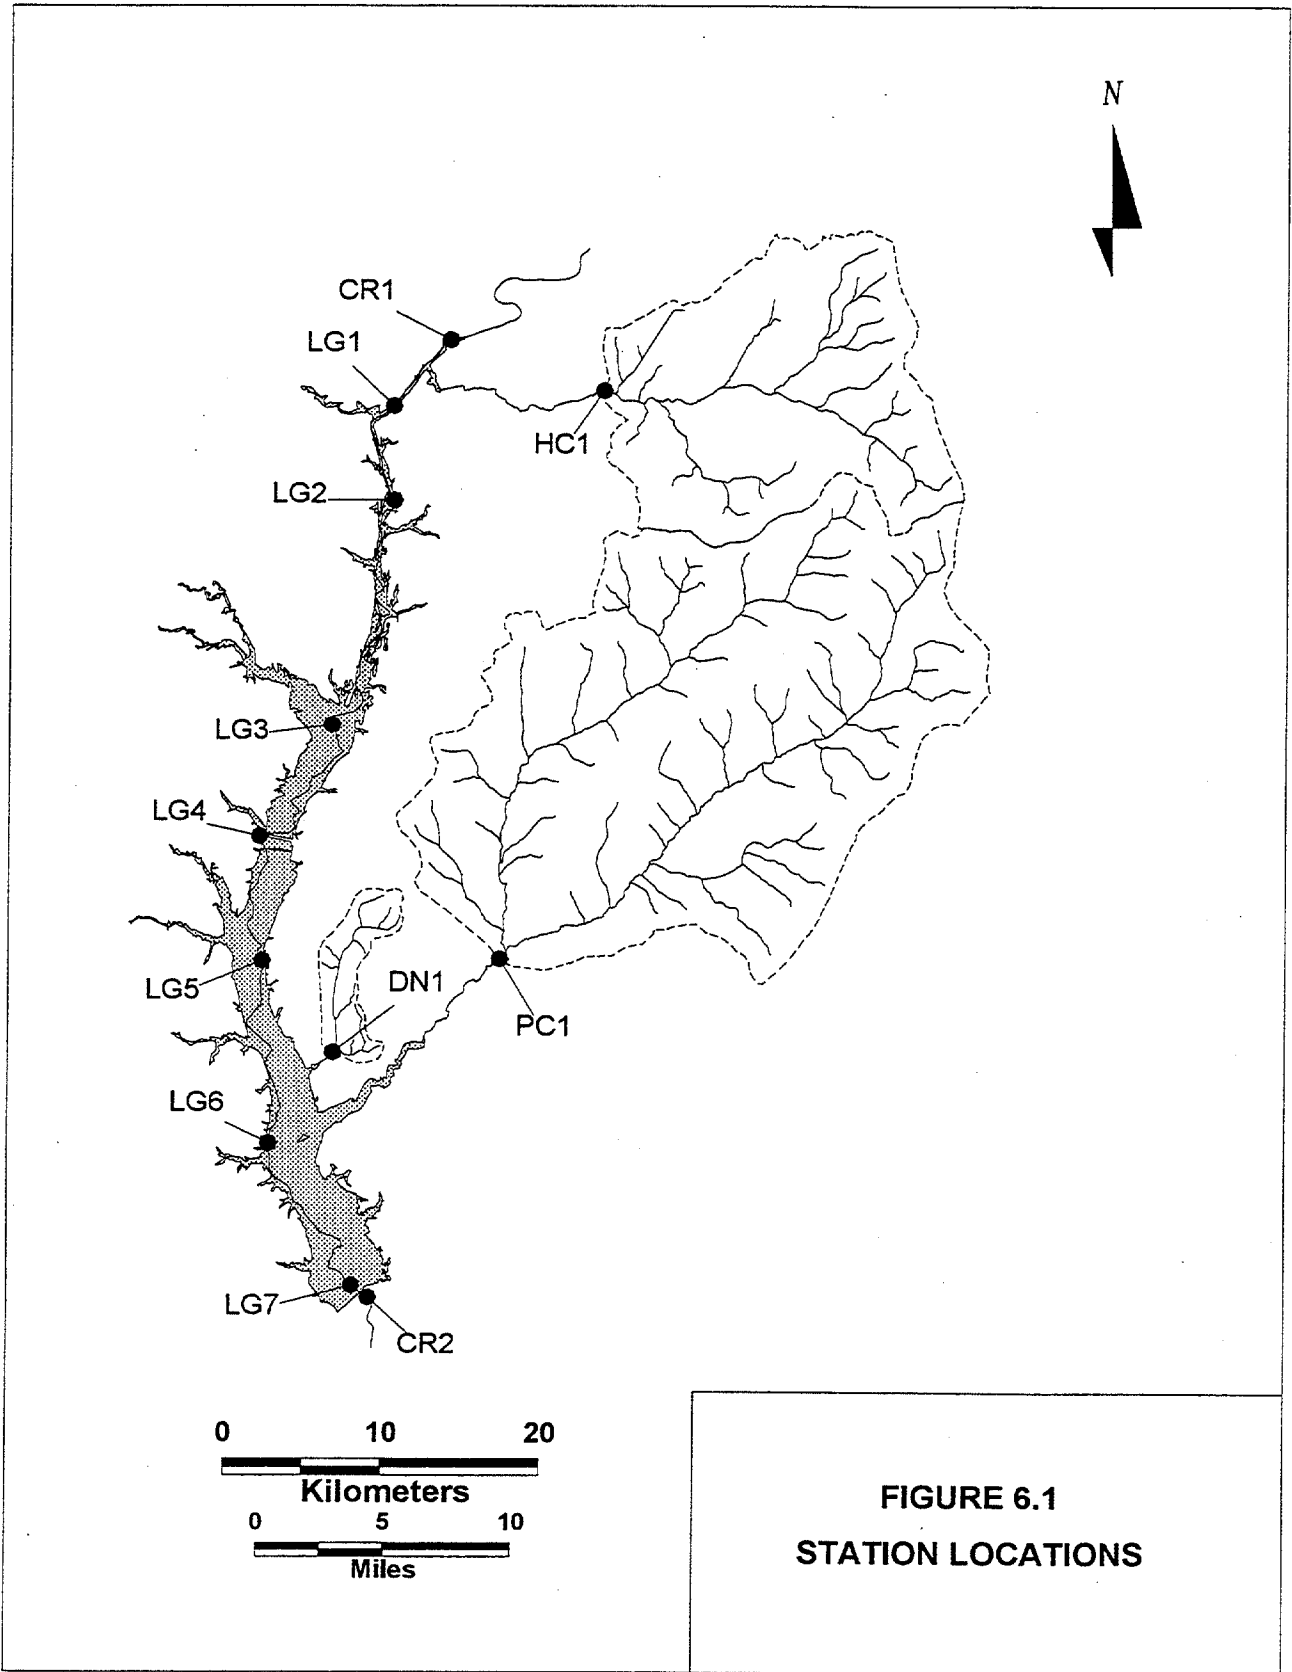 N
CR1
LG1
HC1
LG2
LG3
LG4
LG5
DN1
PC1
LG6
LG7
CR2
0 10 20
Kilometers
0 5 10
Miles
FIGURE 6.1
STATION LOCATIONS